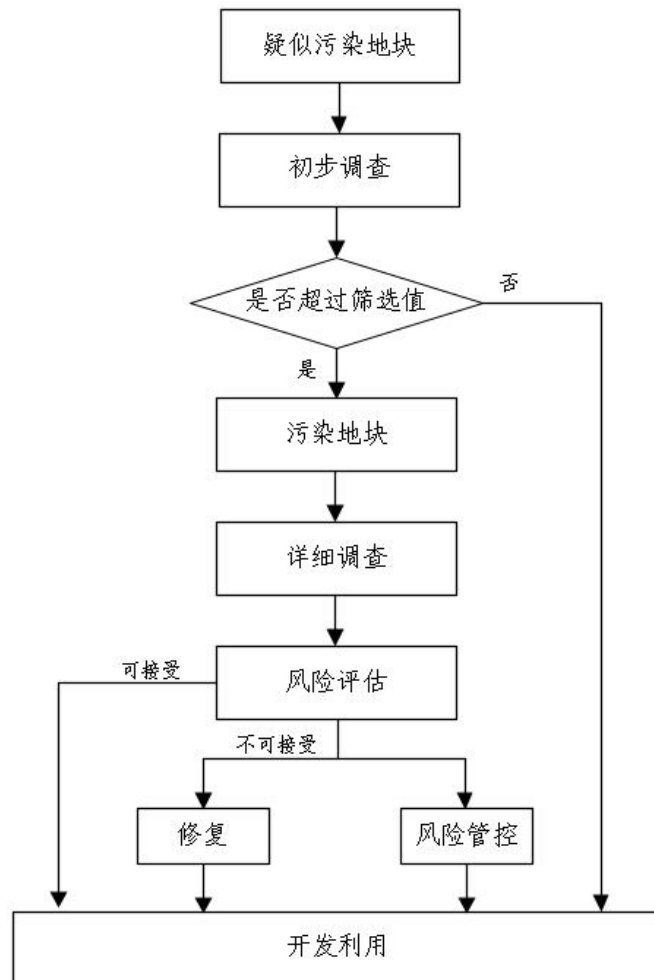 疑似污染地块
初步调查
是否超过筛选值
否
是
污染地块
详细调查
可接受
风险评估
不可接受
修复
风险管控
开发利用